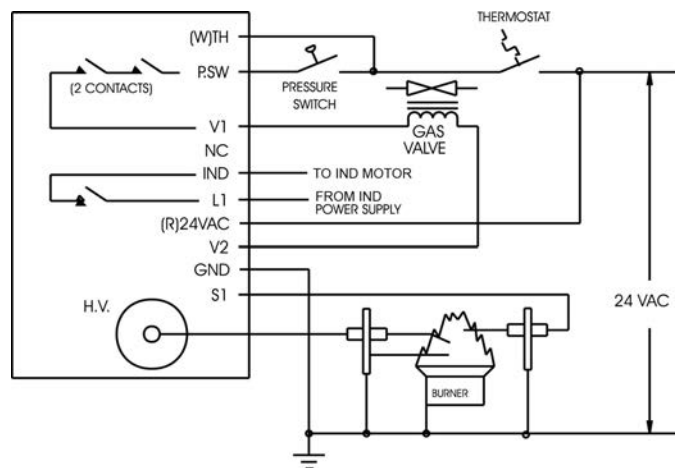 THERMOSTAT
(W)TH
P.SW
(2 CONTACTS)
PRESSURE
SWITCH
V1
GAS
VALVE
NC
IND
TO IND MOTOR
L1
FROM IND
POWER SUPPLY
(R)24VAC
V2
GND
S1
H.V.
24 VAC
BURNER